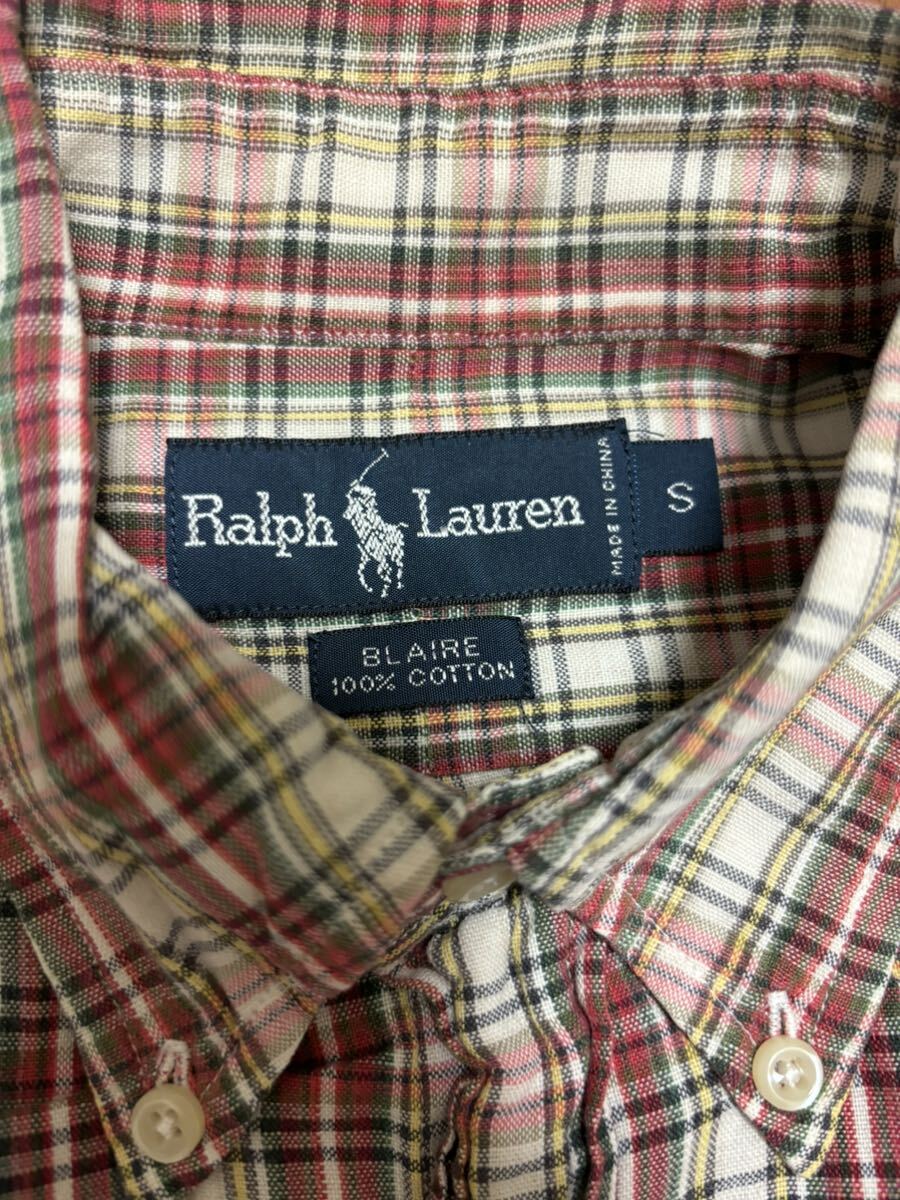 Ralph Lauren
MADE IN CHINA
S
BLAIRE
100% COTTON